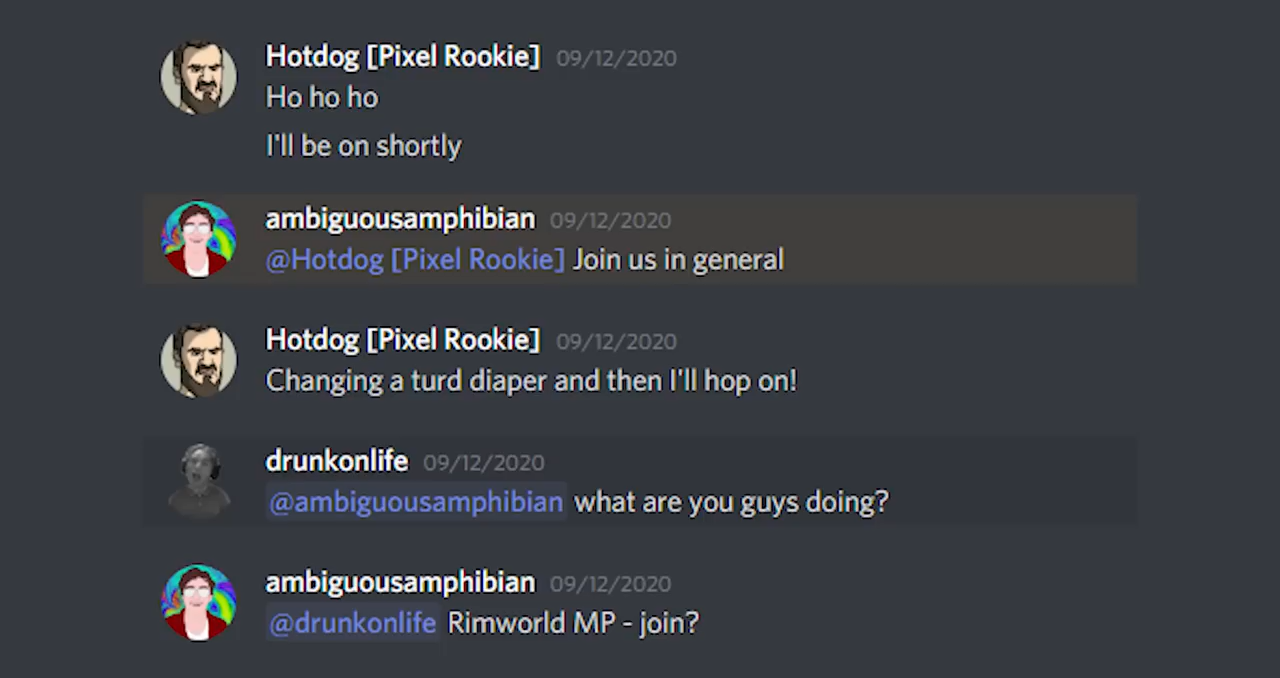 Hotdog [Pixel Rookie] 09/12/2020
Ho ho ho
I'll be on shortly
ambiguousamphibian 09/12/2020
@Hotdog [Pixel Rookie] Join us in general
Hotdog [Pixel Rookie] 09/12/2020
Changing a turd diaper and then I'll hop on!
drunkonlife 09/12/2020
@ambiguousamphibian what are you guys doing?
ambiguousamphibian 09/12/2020
@drunkonlife Rimworld MP - join?